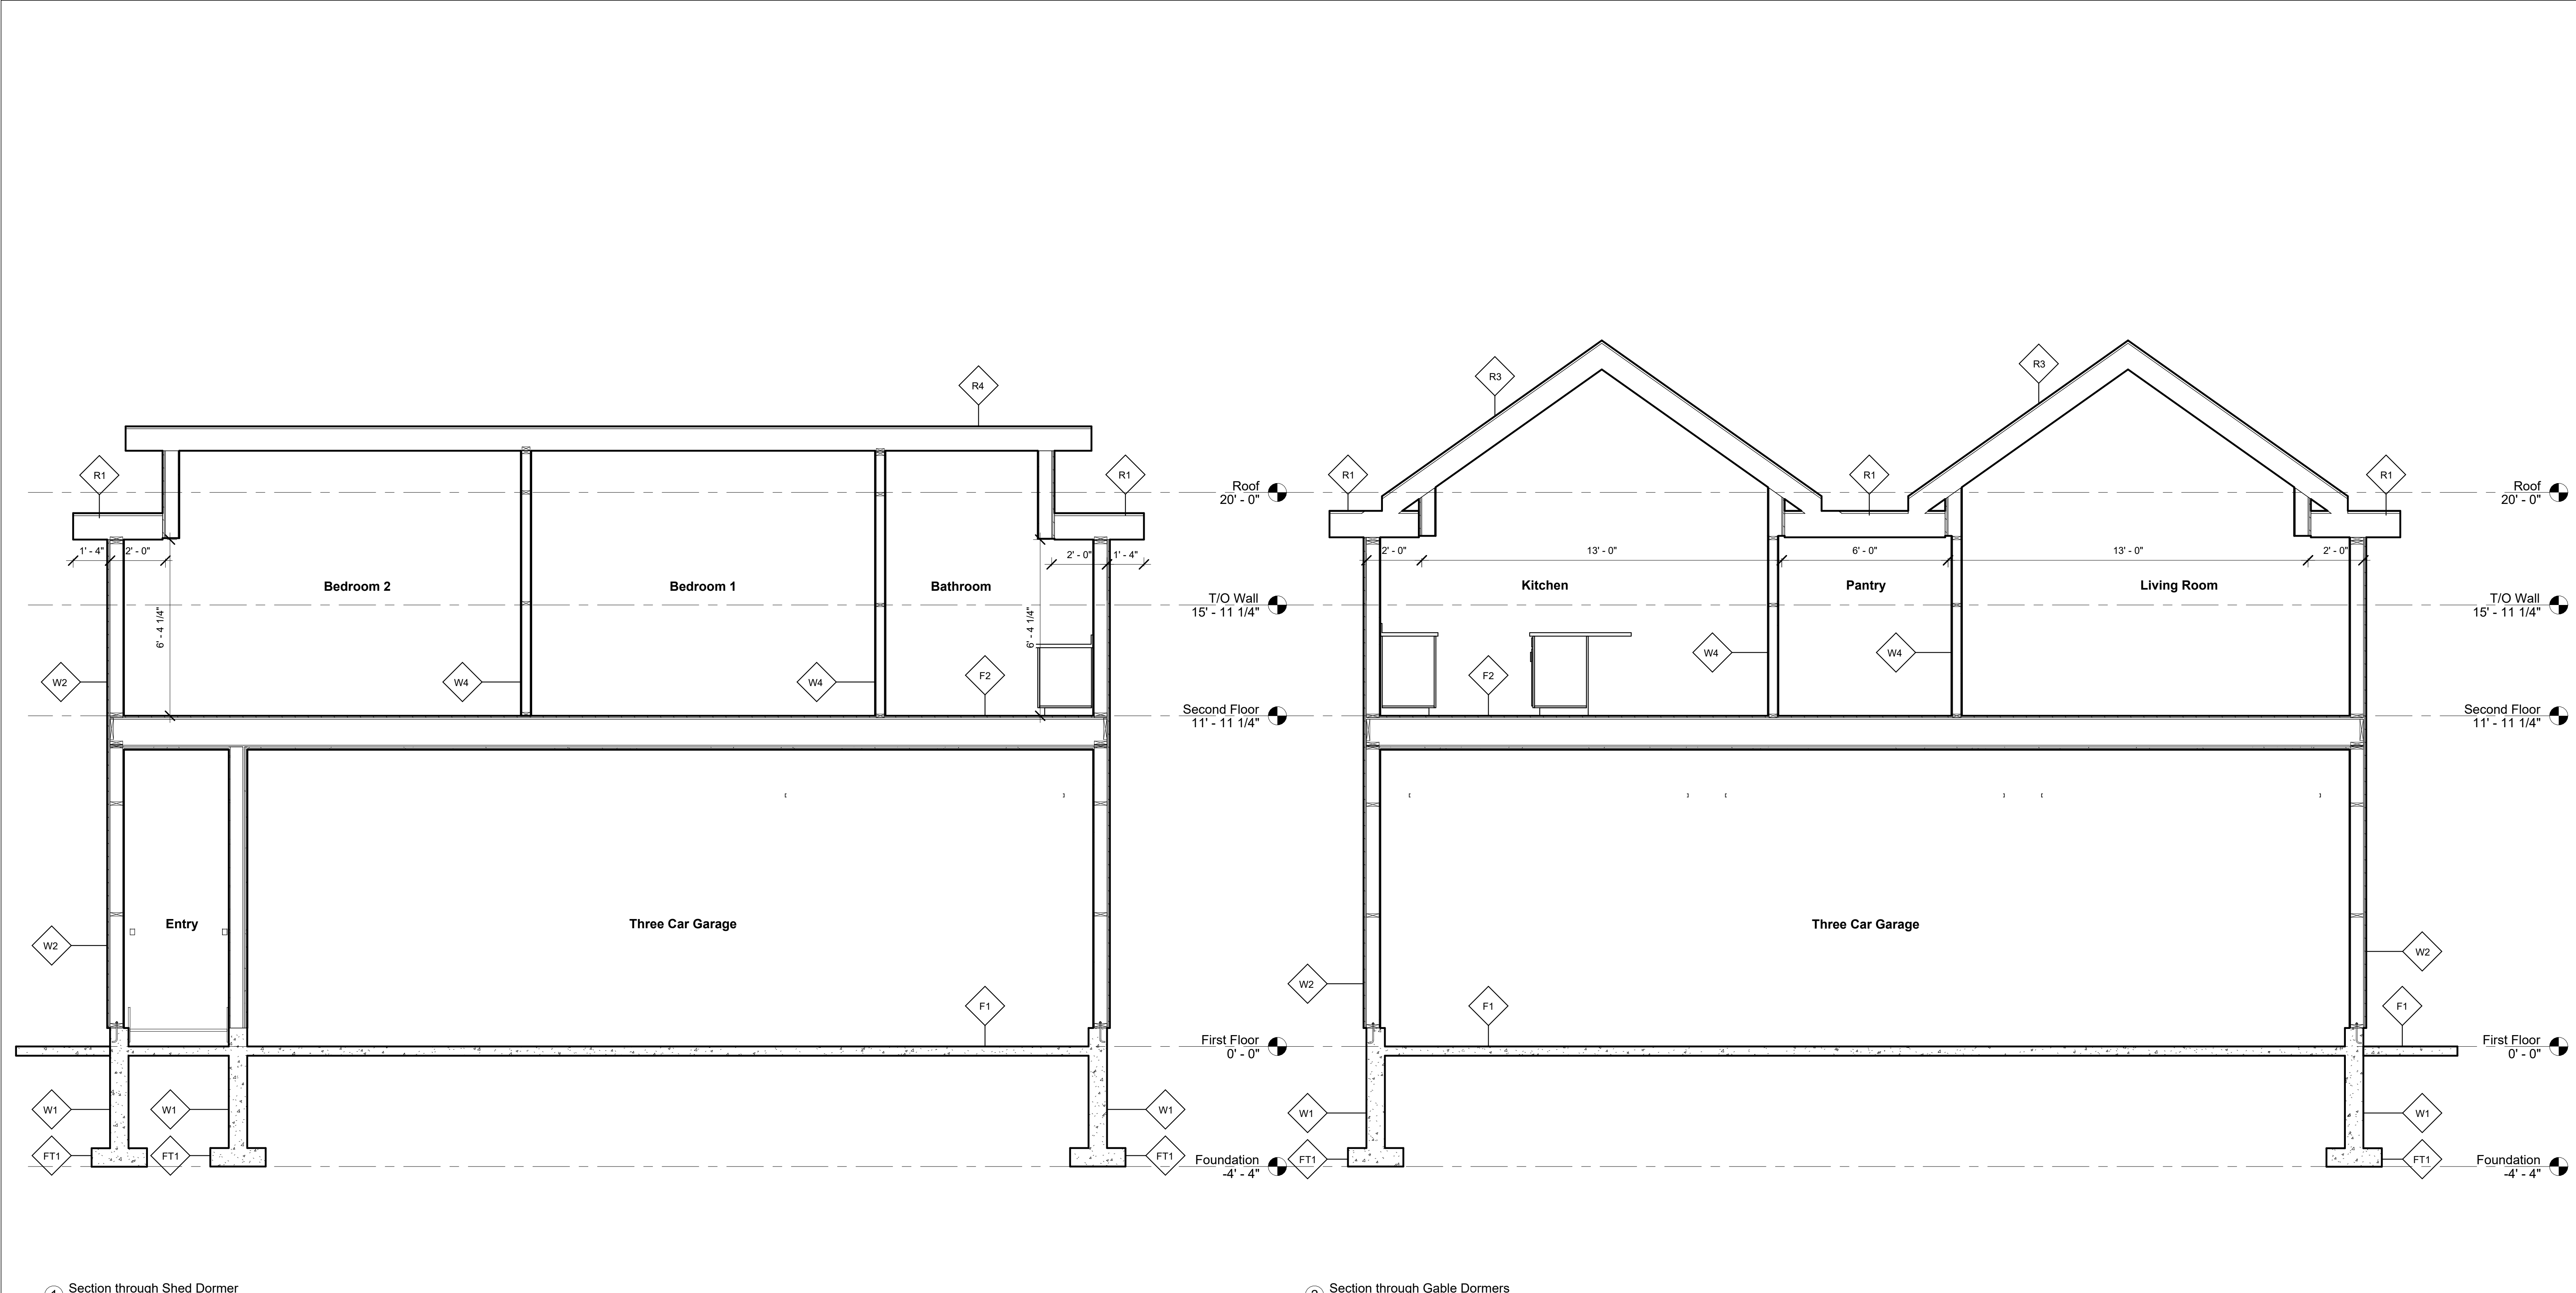 R4
R1
R1
Roof
20' - 0"
1' - 4"
2' - 0"
2' - 0"
1' - 4"
Bedroom 2
Bedroom 1
Bathroom
T/O Wall
15' - 11 1/4"
6' - 4 1/4"
6' - 4 1/4"
W2
W4
W4
F2
Second Floor
11' - 11 1/4"
Entry
Three Car Garage
W2
F1
First Floor
0' - 0"
W1
W1
W1
FT1
FT1
FT1
Foundation
-4' - 4"
1 Section through Shed Dormer
R3
R3
R1
R1
R1
Roof
20' - 0"
2' - 0"
13' - 0"
6' - 0"
13' - 0"
2' - 0"
Kitchen
Pantry
Living Room
T/O Wall
15' - 11 1/4"
W4
W4
F2
Second Floor
11' - 11 1/4"
Three Car Garage
W2
W2
F1
F1
First Floor
0' - 0"
W1
W1
FT1
FT1
Foundation
-4' - 4"
2 Section through Gable Dormers